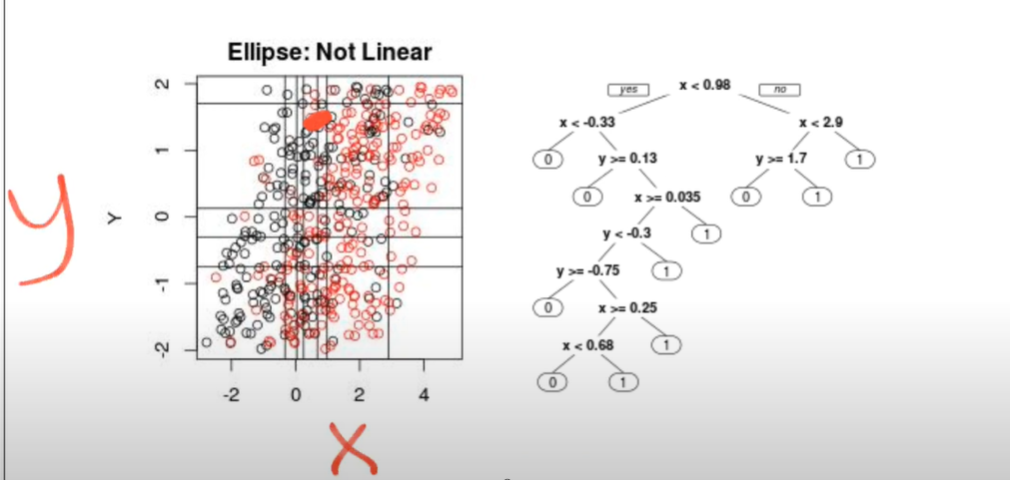 Ellipse: Not Linear
2
1
0
-1
-2
Y
y
-2 0 2 4
x
yes x < 0.98 no
x < -0.33 x < 2.9
0 y >= 0.13 y >= 1.7 1
0 x >= 0.035 0 1
y < -0.3 1
y >= -0.75 1
0 x >= 0.25
x < 0.68 1
0 1